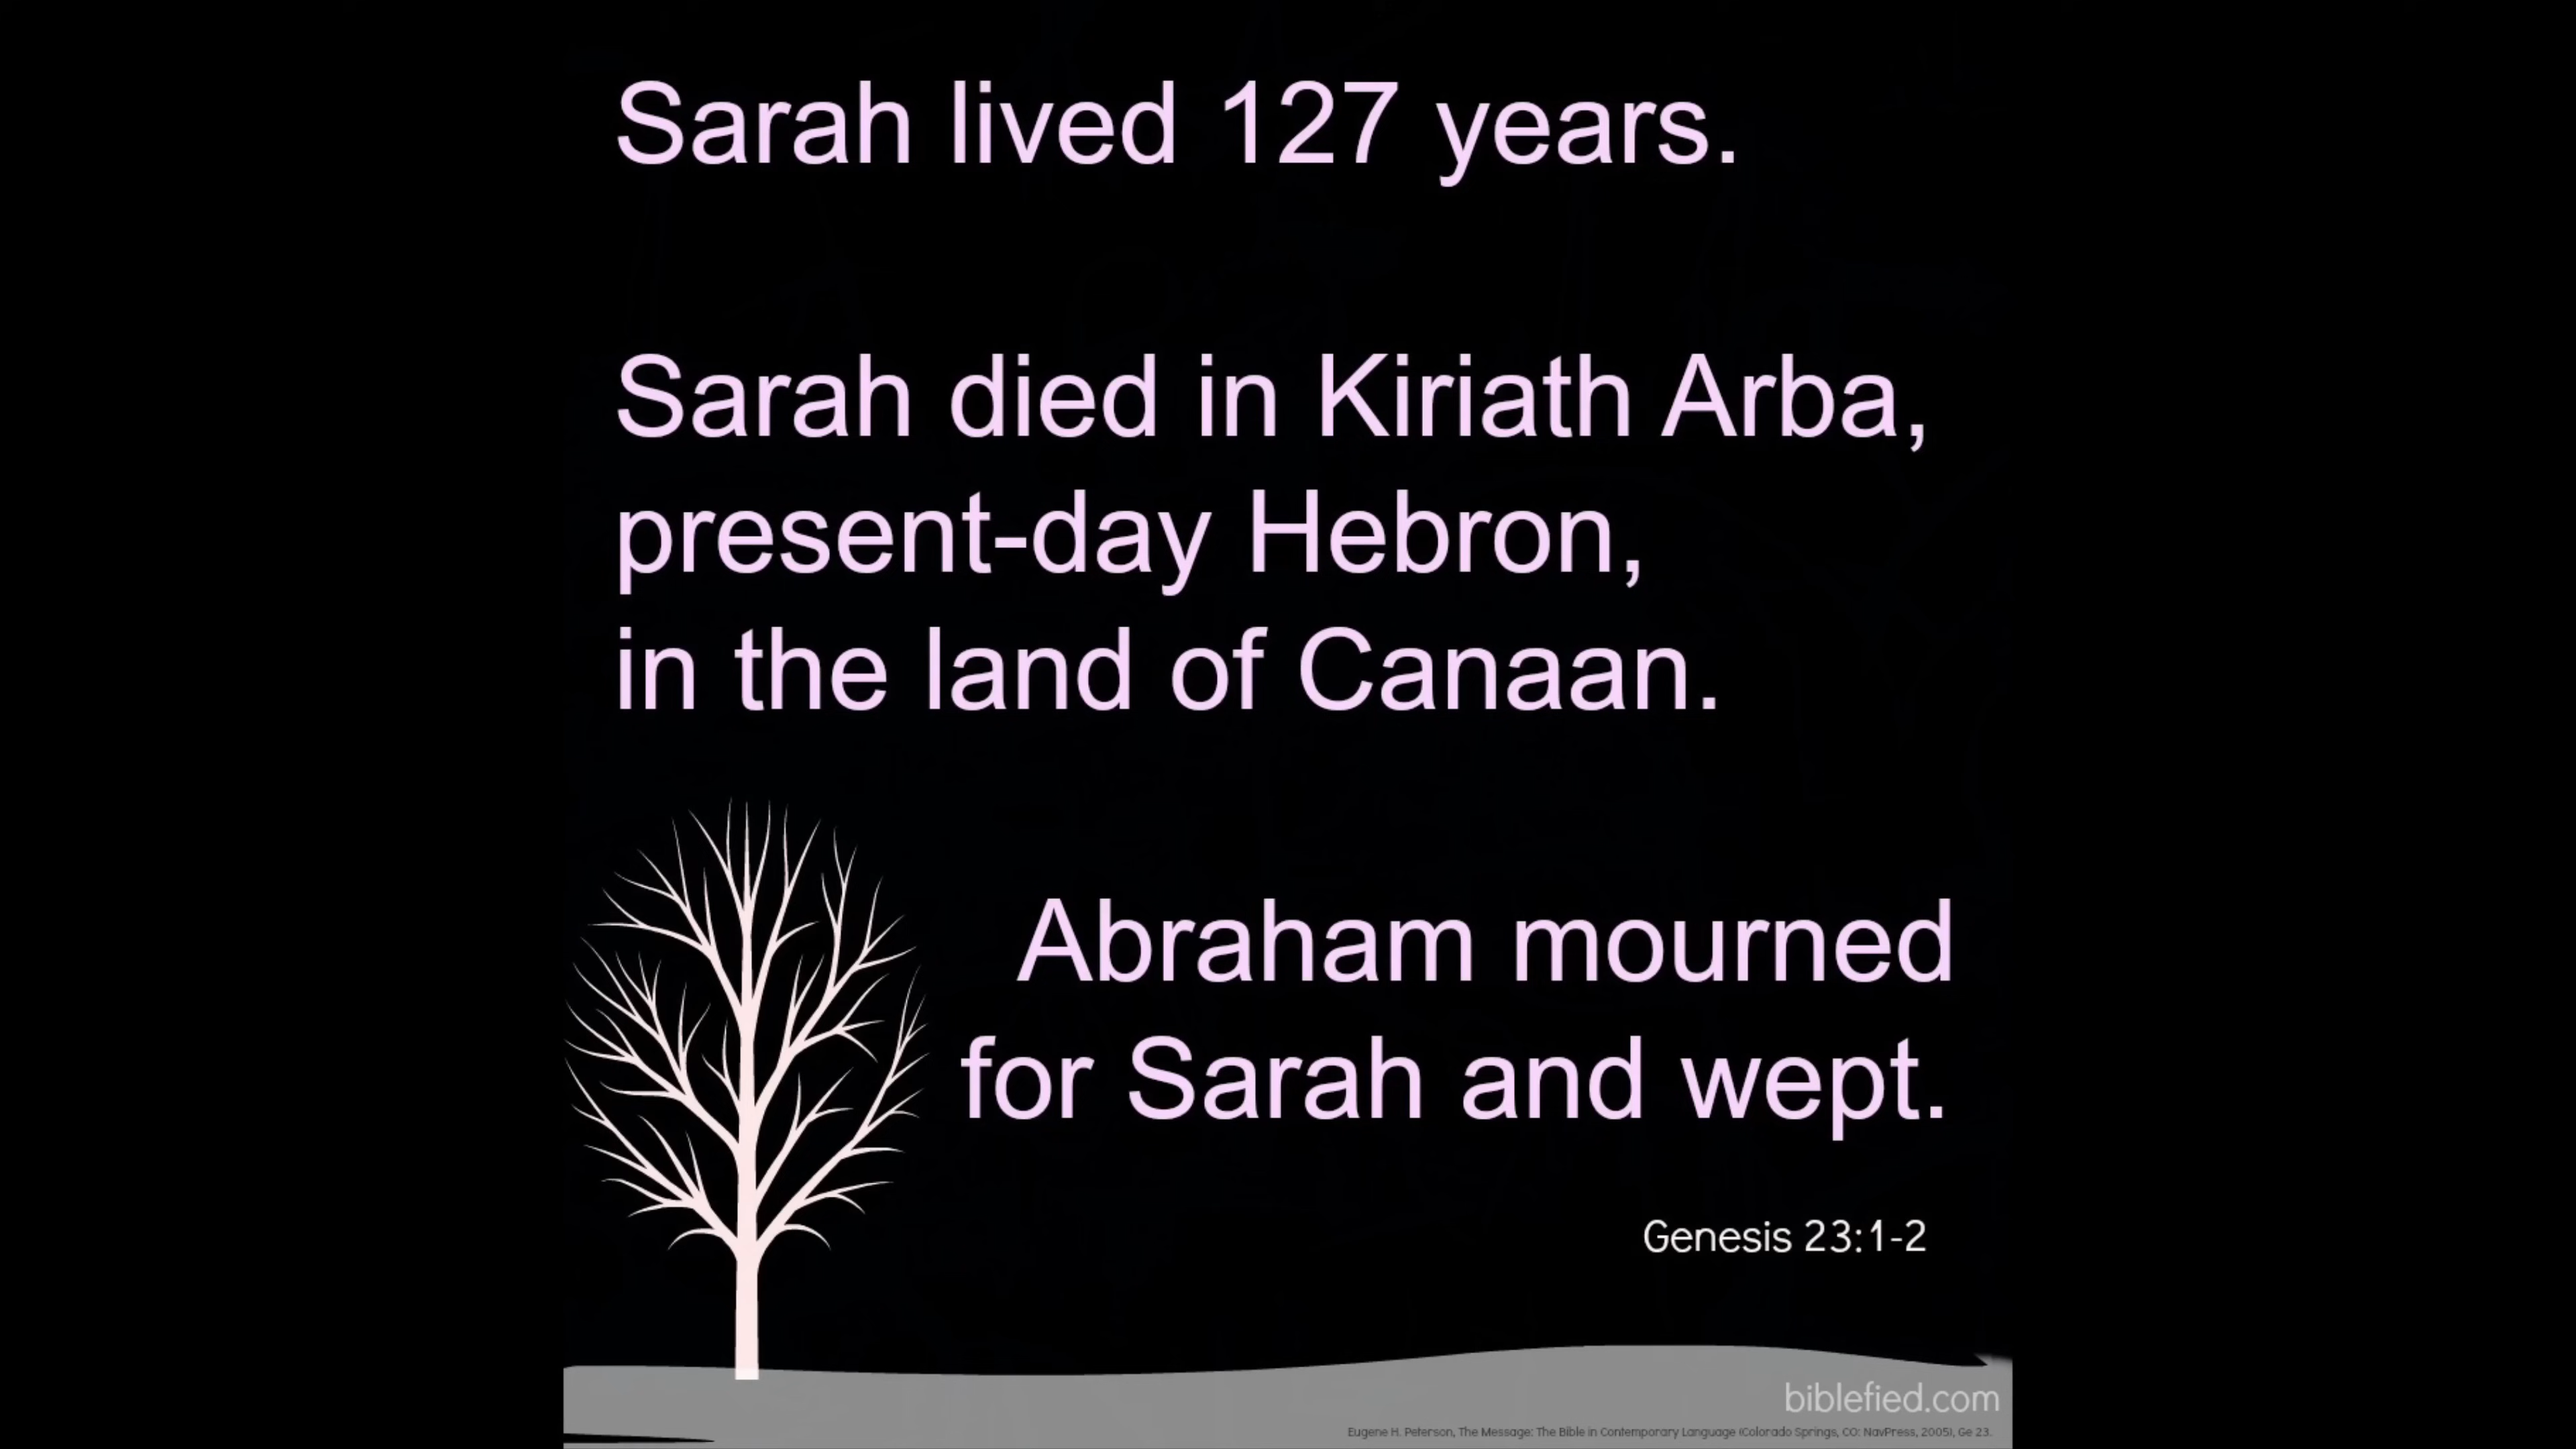 Sarah lived 127 years.
Sarah died in Kiriath Arba,
present-day Hebron,
in the land of Canaan.
Abraham mourned
for Sarah and wept.
Genesis 23:1-2
biblefied.com
Eugene H. Peterson, The Message: The Bible in Contemporary Language (Colorado Springs, CO: NavPress, 2005), Ge 23.